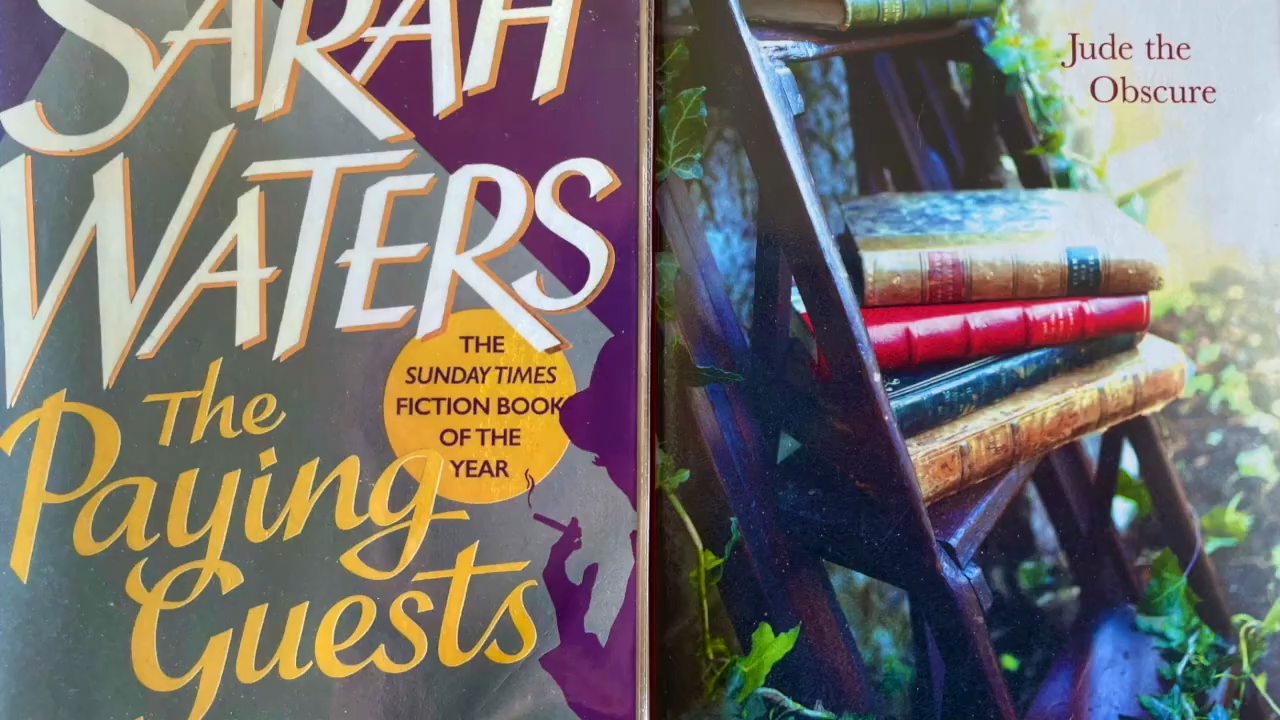 SARAH
WATERS
THE
SUNDAY TIMES
FICTION BOOK
OF THE
YEAR
The
Paying
Guests
Jude the
Obscure